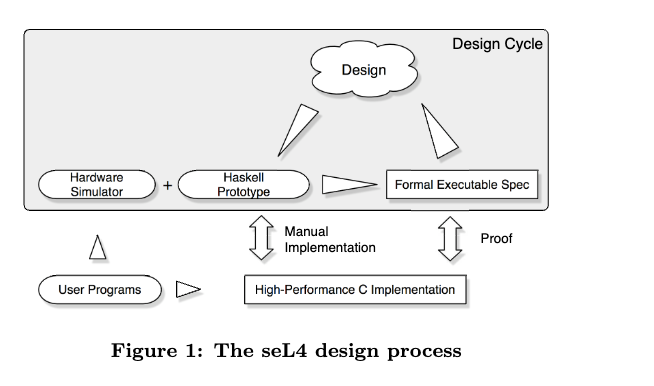 Design Cycle
Design
Hardware
Simulator
+
Haskell
Prototype
Formal Executable Spec
Manual
Implementation
Proof
User Programs
High-Performance C Implementation
Figure 1: The seL4 design process